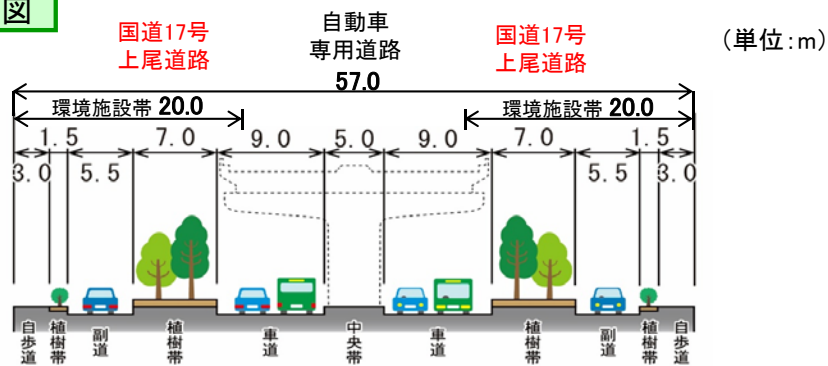 図
国道17号
上尾道路
自動車
専用道路
国道17号
上尾道路
(単位:m)
57.0
環境施設帯 20.0
環境施設帯 20.0
1.5
7.0
9.0
5.0
9.0
7.0
1.5
3.0
5.5
5.5
3.0
自歩道
植樹帯
副道
植樹帯
車道
中央帯
車道
植樹帯
副道
植樹帯
自歩道